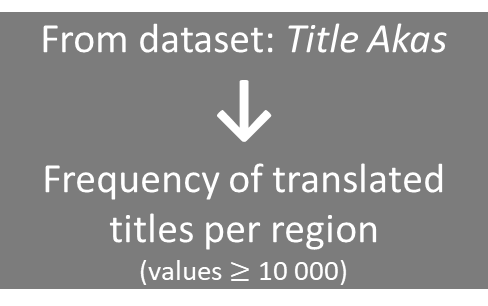 From dataset: Title Akas
Frequency of translated
titles per region
(values ≥ 10 000)